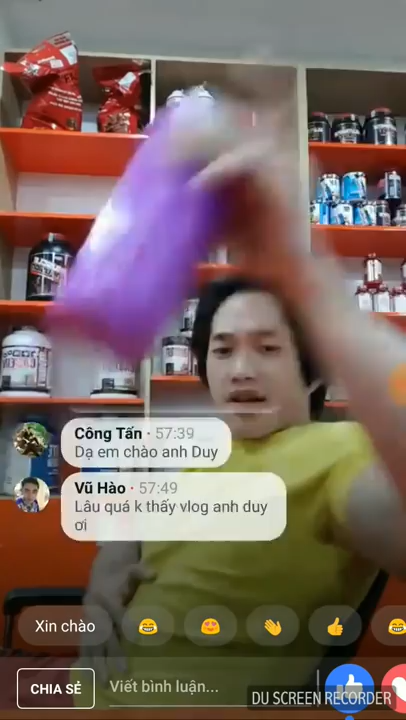 Công Tấn · 57:39
Dạ em chào anh Duy
Vũ Hào · 57:49
Lâu quá k thấy vlog anh duy
ơi
Xin chào
CHIA SẺ
Viết bình luận...
DU SCREEN RECORDER